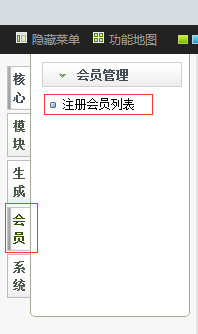 隐藏菜单 功能地图
核心
会员管理
注册会员列表
模块
生成
会员
系统